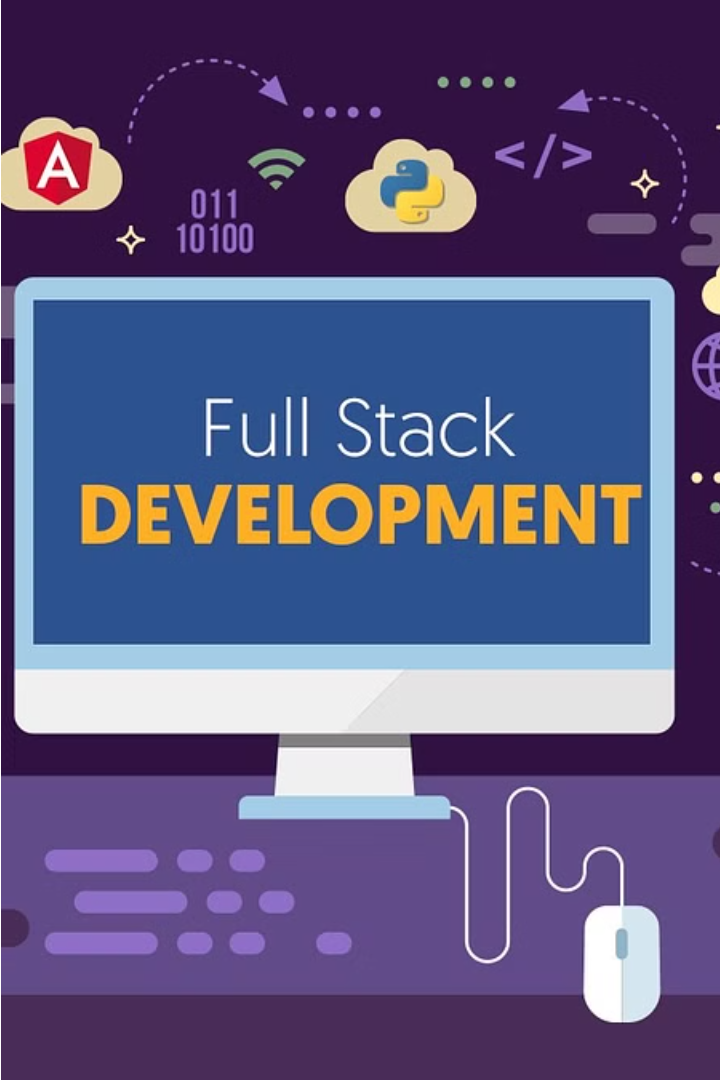 A
</>
011
10100
Full Stack
DEVELOPMENT